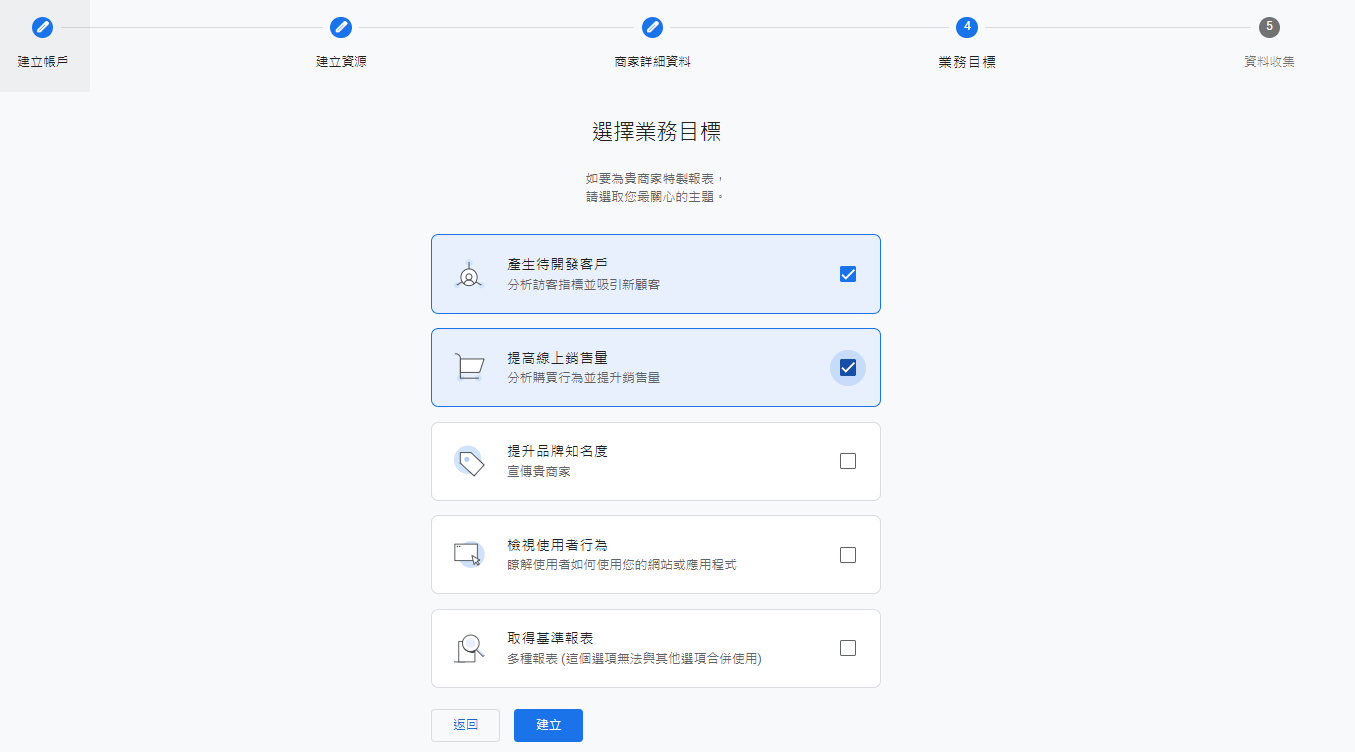 4
5
建立帳戶
建立資源
商家詳細資料
業務目標
資料收集
選擇業務目標
如要為貴商家特製報表，
請選取您最關心的主題。
產生待開發客戶
分析訪客指標並吸引新顧客
提高線上銷售量
分析購買行為並提升銷售量
提升品牌知名度
宣傳貴商家
檢視使用者行為
瞭解使用者如何使用您的網站或應用程式
取得基準報表
多種報表 (這個選項無法與其他選項合併使用)
返回
建立